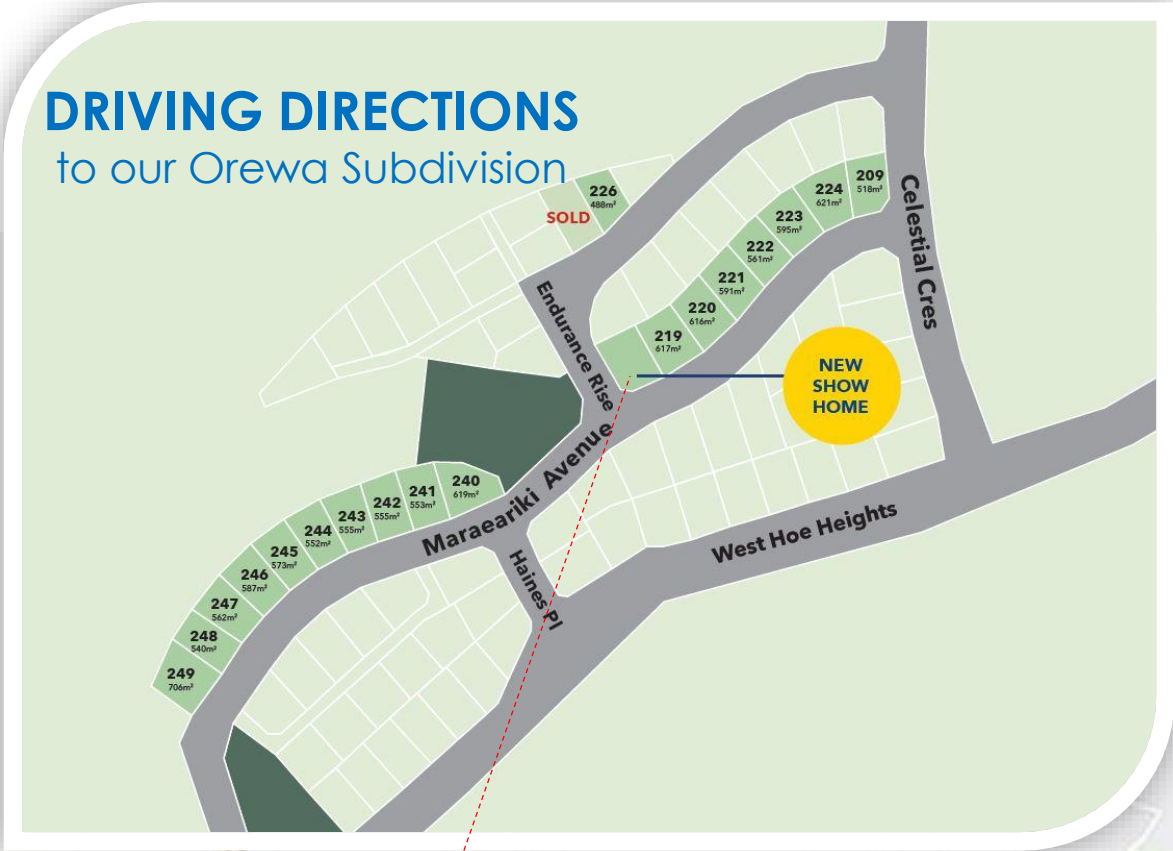 DRIVING DIRECTIONS
to our Orewa Subdivision
226
488m²
SOLD
209
518m²
224
621m²
223
595m²
222
561m²
221
591m²
220
616m²
219
617m²
Celestial Cres
Endurance Rise
NEW
SHOW
HOME
Maraeariki Avenue
240
619m²
241
553m²
242
555m²
243
555m²
244
552m²
245
573m²
246
587m²
247
562m²
248
540m²
249
706m²
West Hoe Heights
Haines Pl